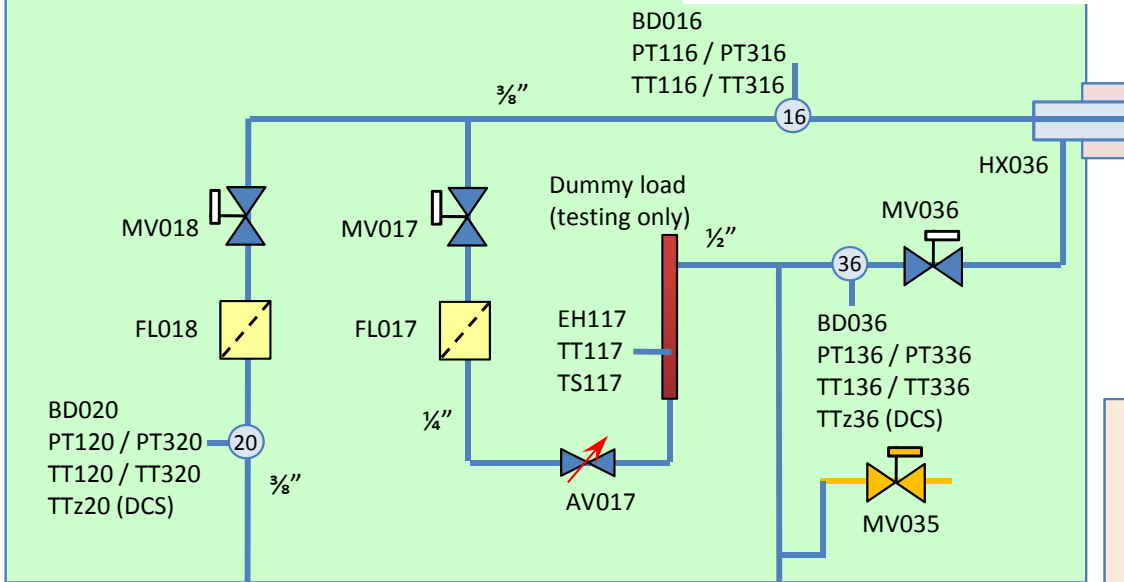 BD016
PT116 / PT316
TT116 / TT316
⅜”
16
HX036
MV018
MV017
Dummy load
(testing only)
½”
MV036
36
FL018
FL017
EH117
TT117
TS117
BD036
PT136 / PT336
TT136 / TT336
TTz36 (DCS)
BD020
PT120 / PT320
TT120 / TT320
TTz20 (DCS)
20
⅜”
¼”
AV017
MV035